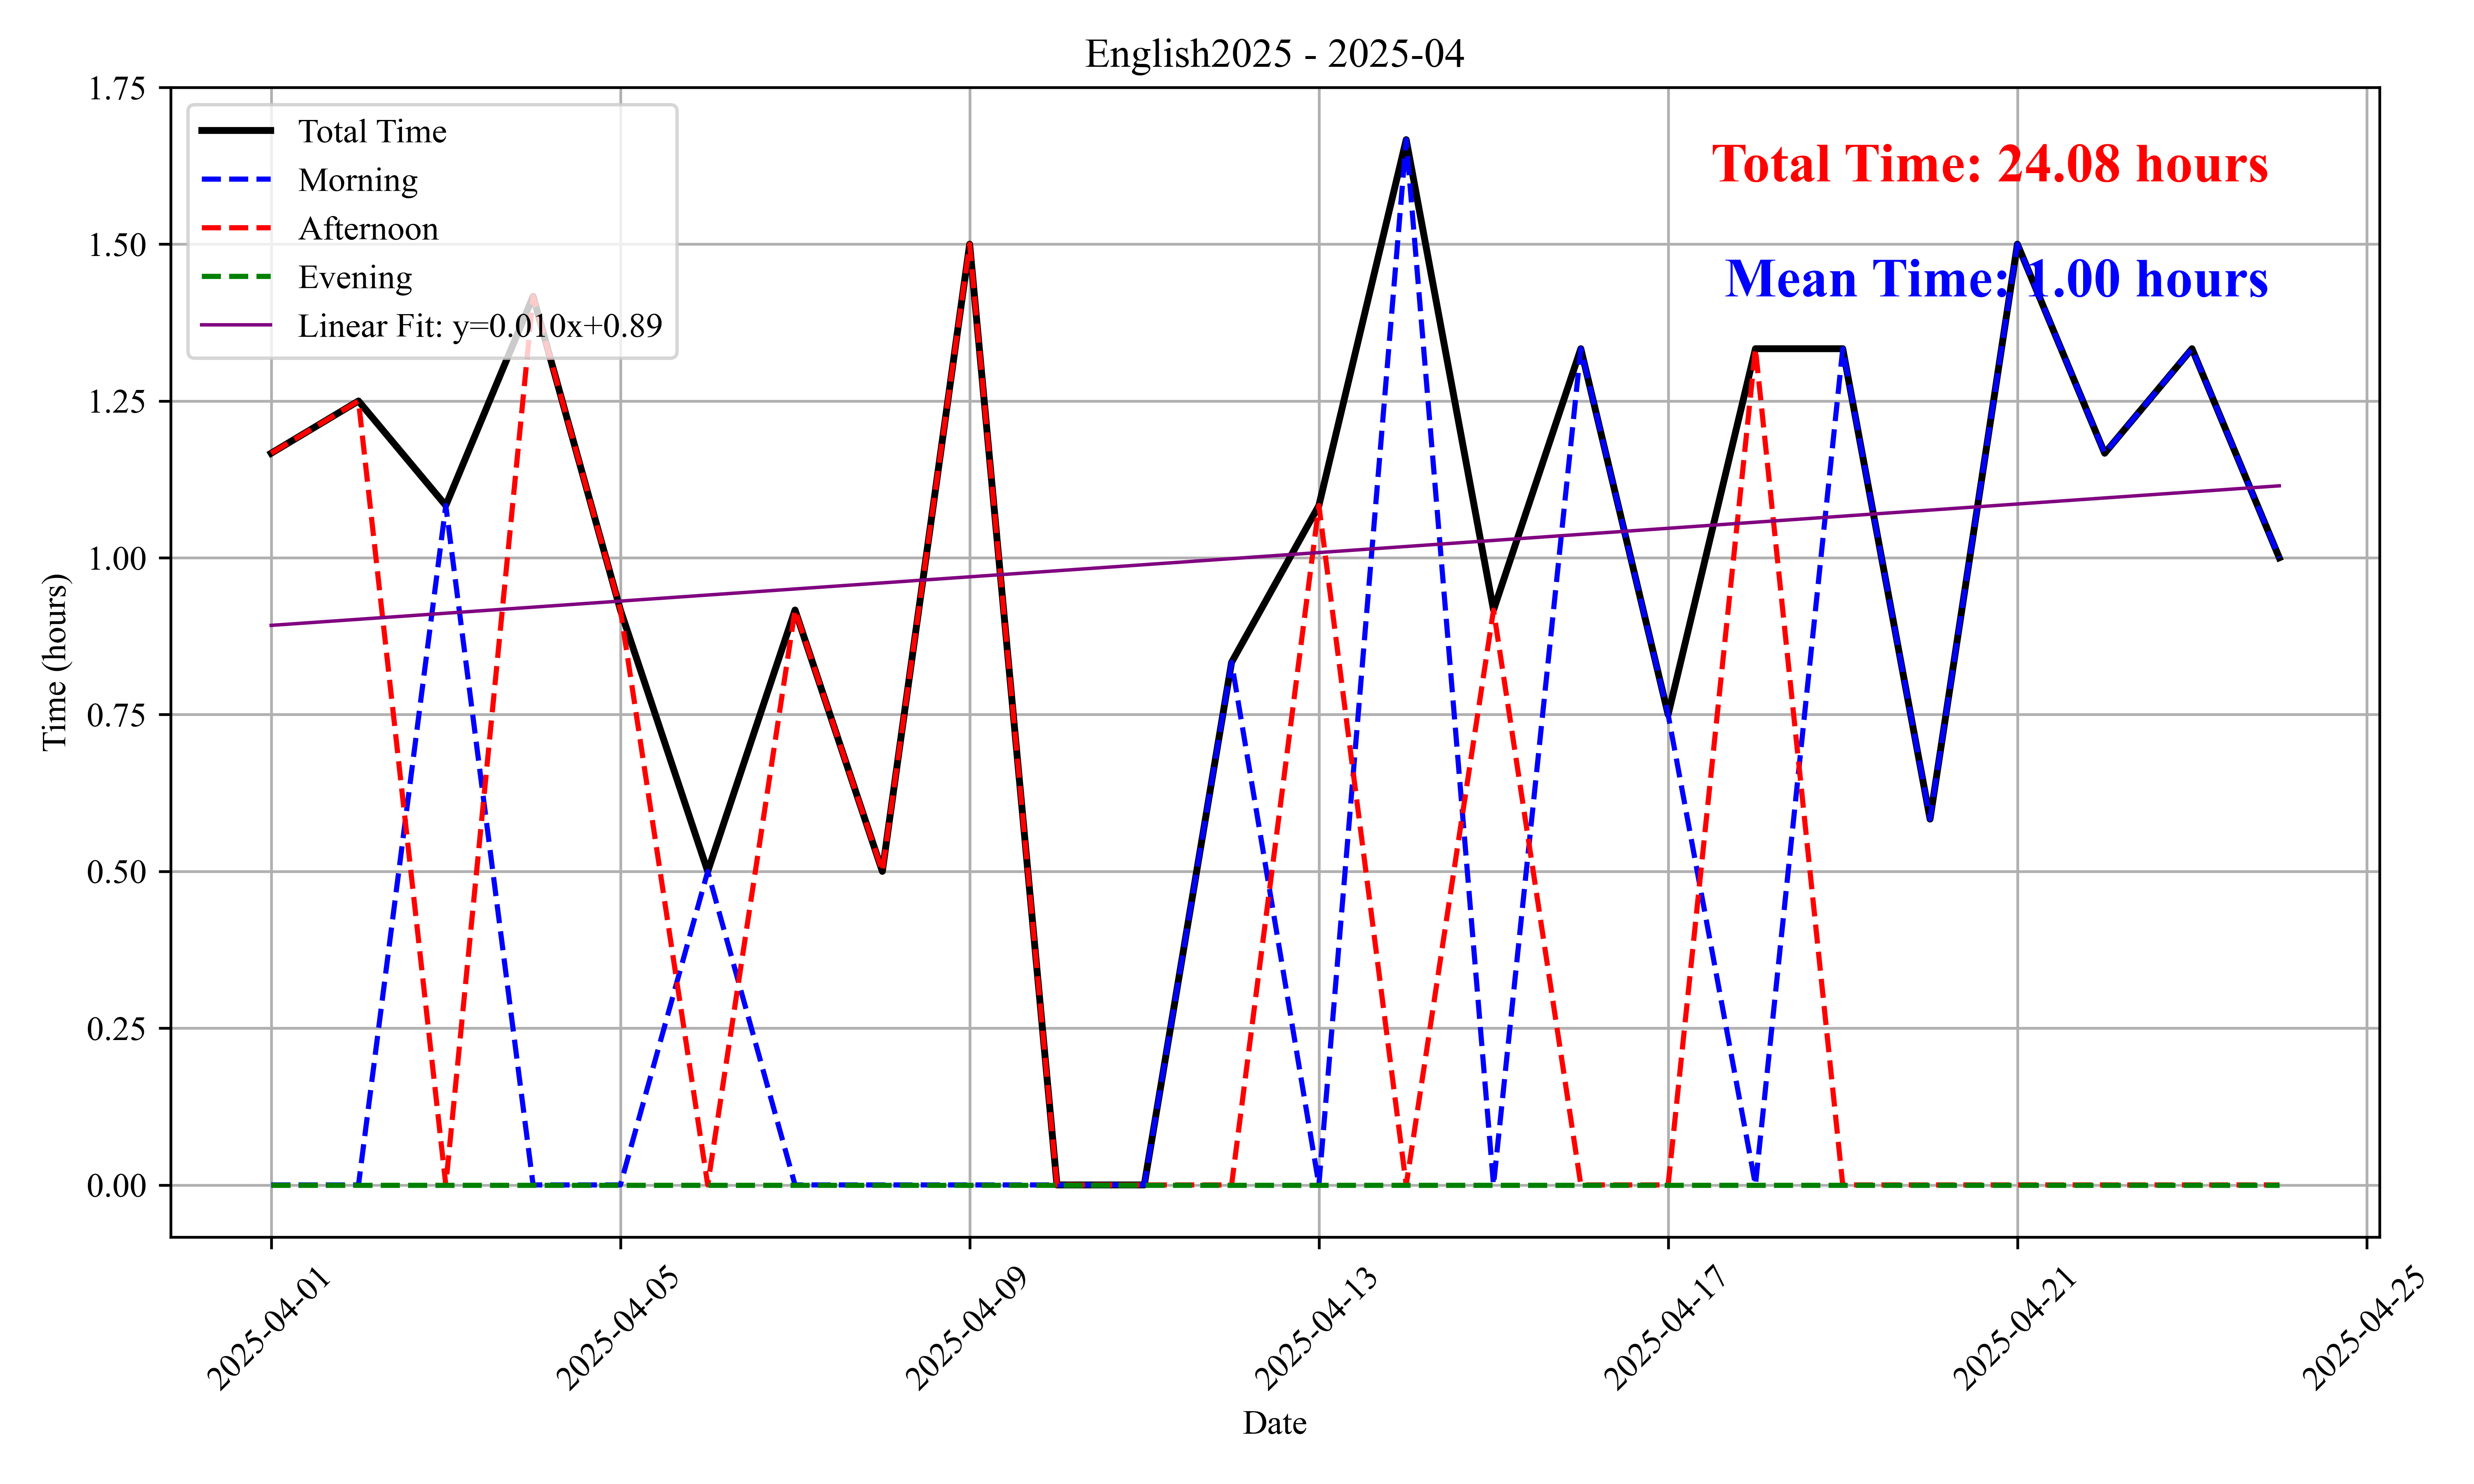 English2025 - 2025-04
Total Time
Morning
Afternoon
Evening
Linear Fit: y=0.010x+0.89
Total Time: 24.08 hours
Mean Time: 1.00 hours
Time (hours)
1.75
1.50
1.25
1.00
0.75
0.50
0.25
0.00
2025-04-01
2025-04-05
2025-04-09
2025-04-13
2025-04-17
2025-04-21
2025-04-25
Date